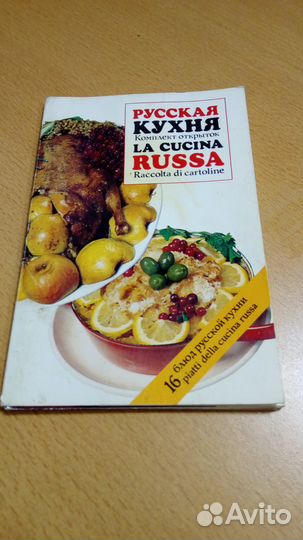 РУССКАЯ
КУХНЯ
Комплект открыток
LA CUCINA
RUSSA
Raccolta di cartoline
16 блюд русской кухни
piatti della cucina russa
Avito